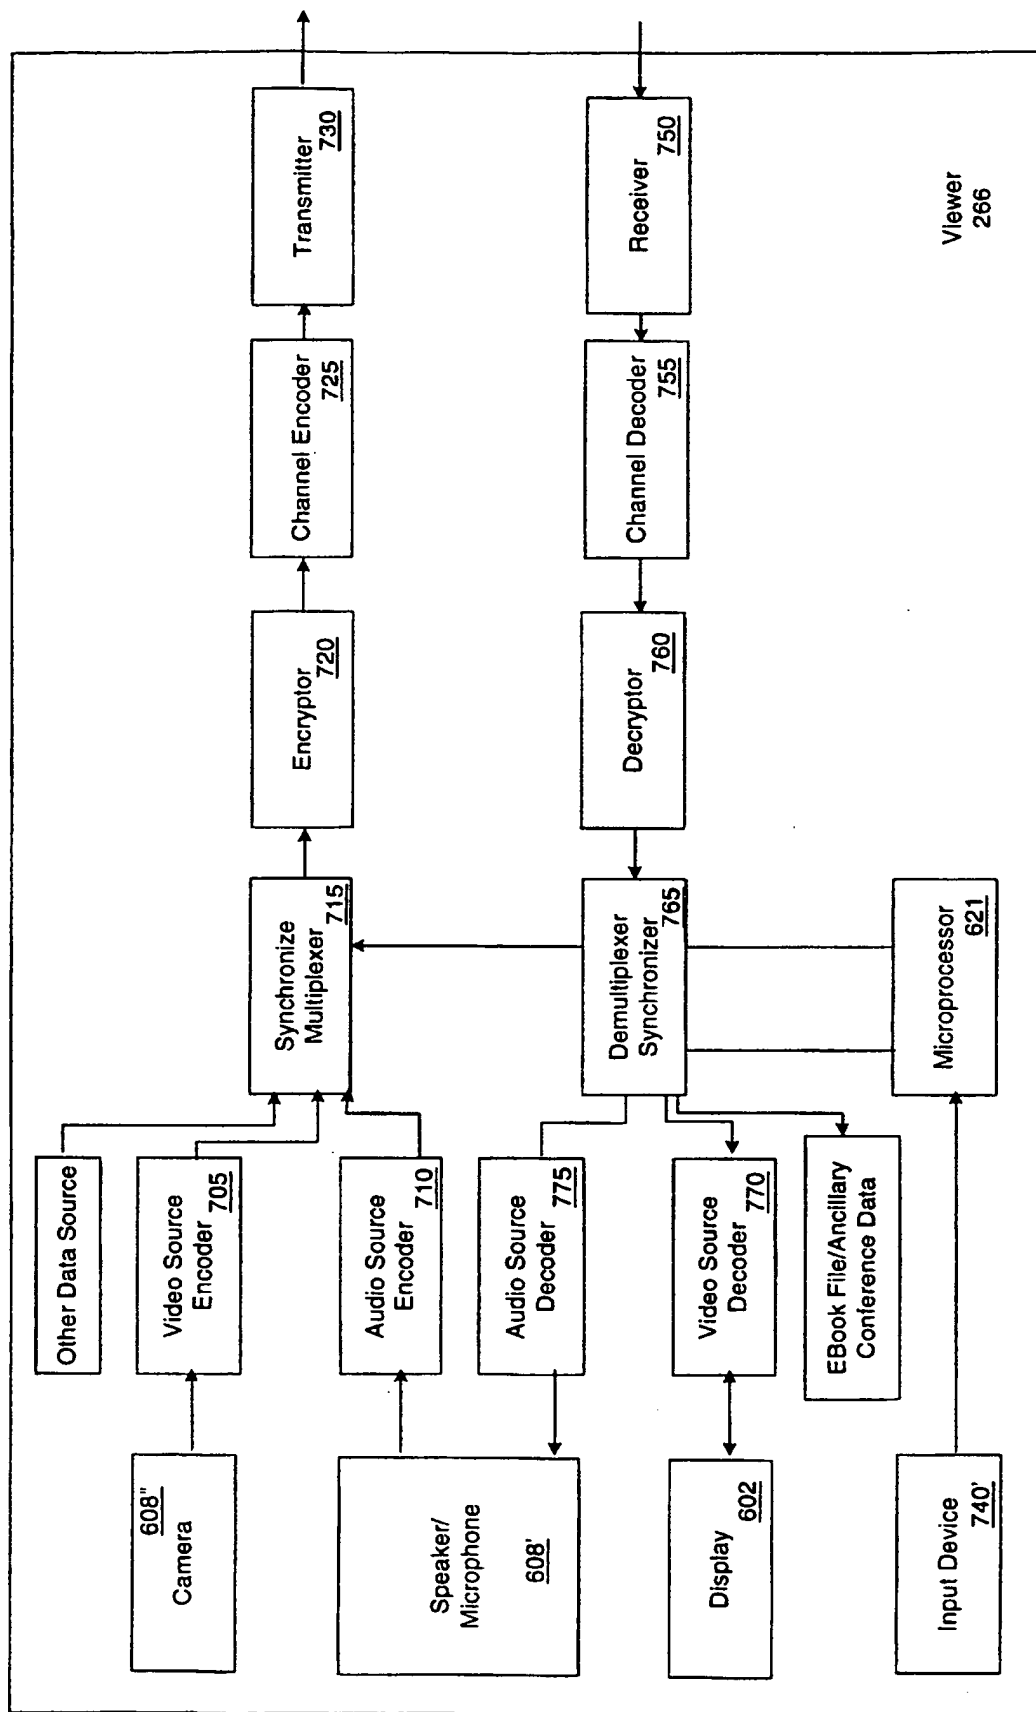 Camera
608"
Speaker/
Microphone
608'
Display
602
Input Device
740'
Other Data Source
Video Source
Encoder
705
Audio Source
Encoder
710
Audio Source
Decoder
775
Video Source
Decoder
770
EBook File/Ancillary
Conference Data
Synchronize
Multiplexer
715
Demultiplexer
Synchronizer
765
Microprocessor
621
Encryptor
720
Decryptor
760
Channel Encoder
725
Channel Decoder
755
Transmitter
730
Receiver
750
Viewer
266